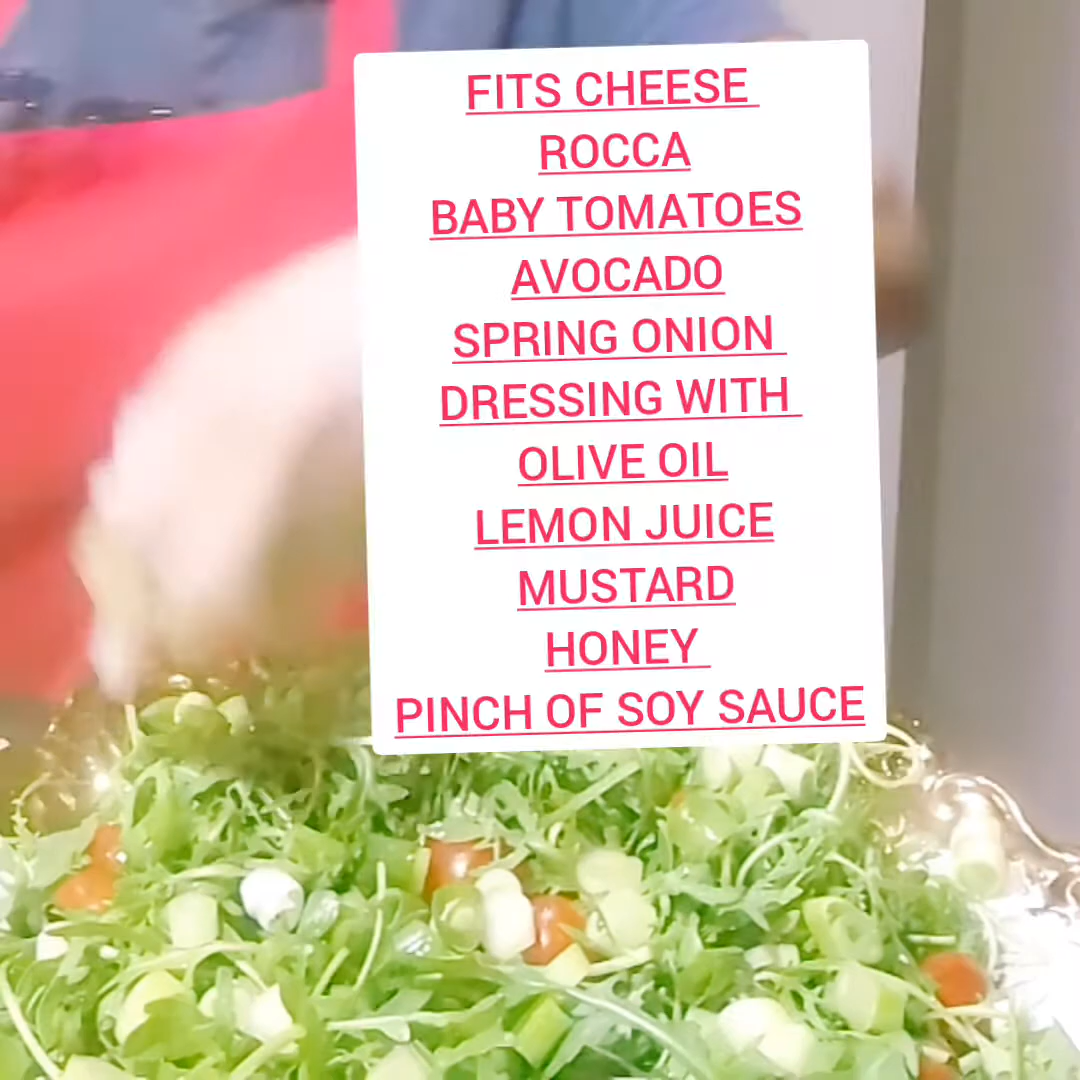 FITS CHEESE
ROCCA
BABY TOMATOES
AVOCADO
SPRING ONION
DRESSING WITH
OLIVE OIL
LEMON JUICE
MUSTARD
HONEY
PINCH OF SOY SAUCE